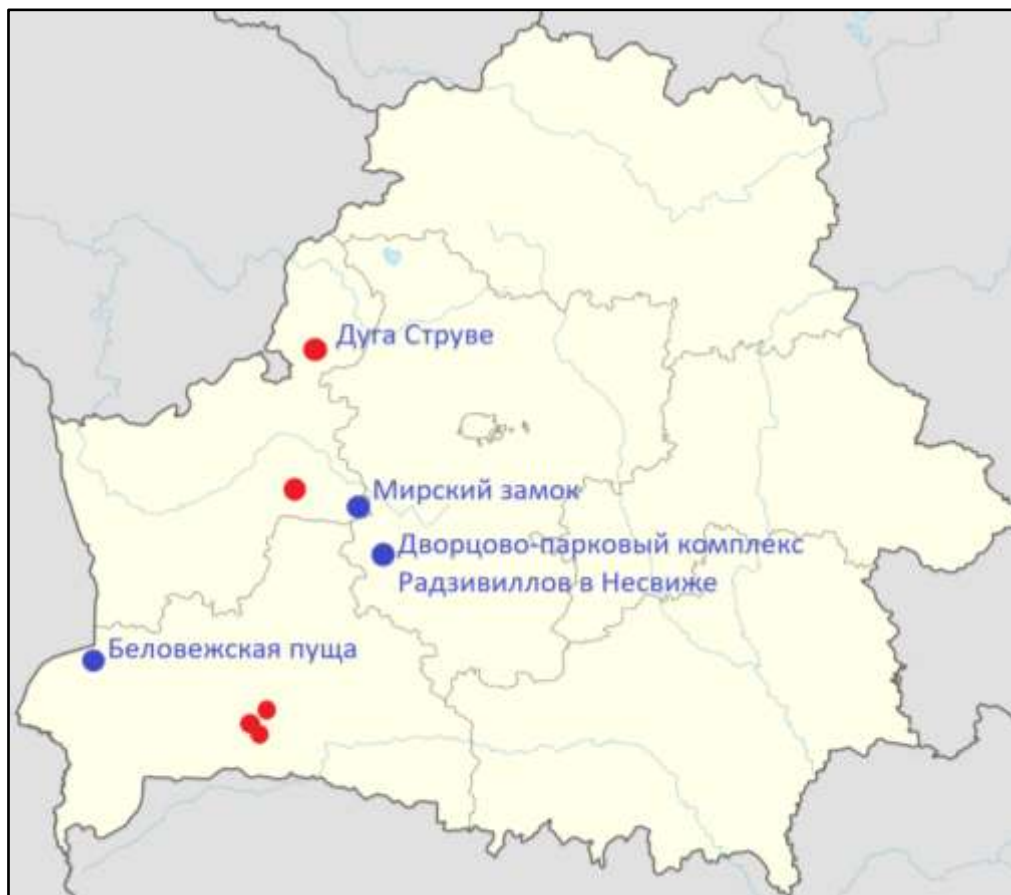 Дуга Струве
Мирский замок
Дворцово-парковый комплекс
Радзивиллов в Несвиже
Беловежская пуща